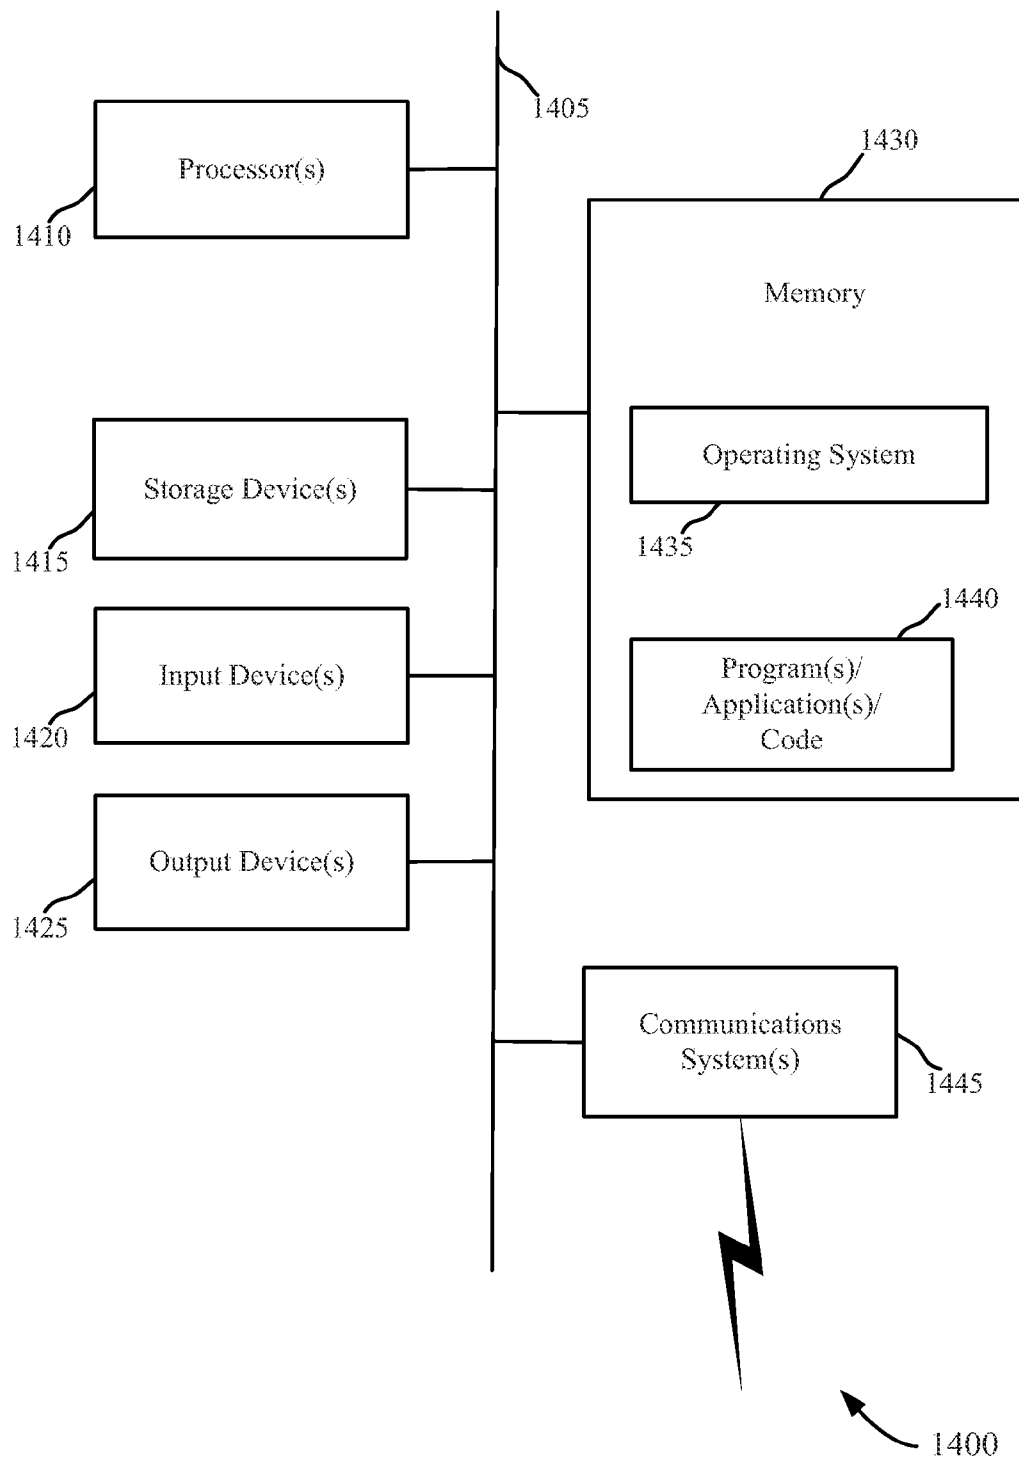 1405
Processor(s)
1410
1430
Memory
Storage Device(s)
1415
Operating System
1435
1440
Input Device(s)
1420
Program(s)/
Application(s)/
Code
Output Device(s)
1425
Communications
System(s)
1445
1400